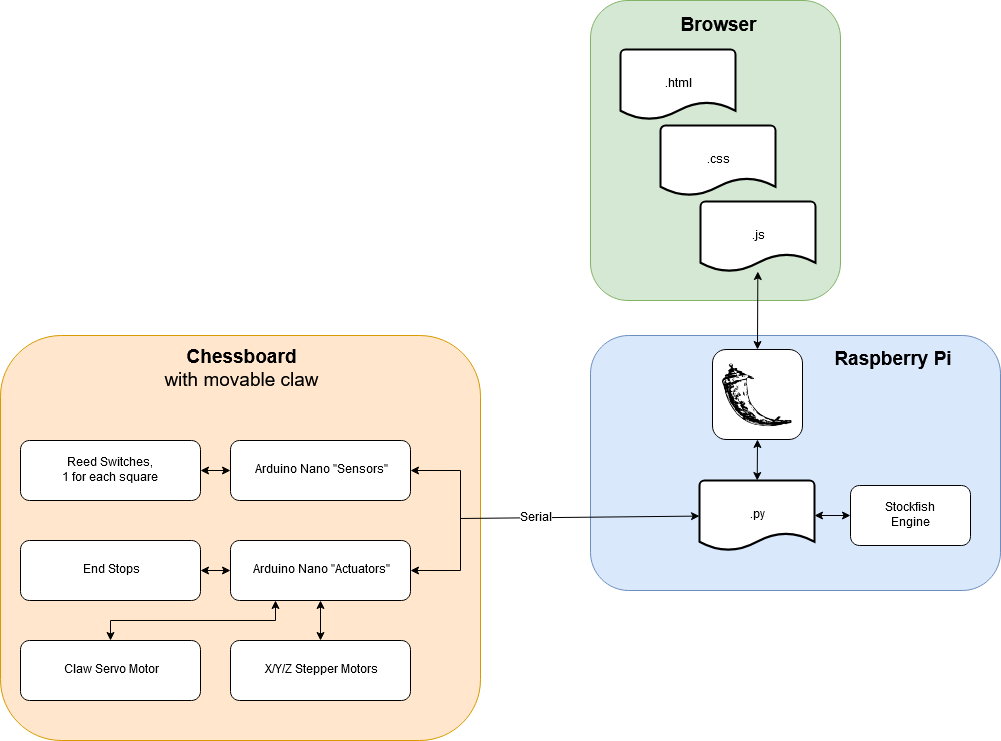 Browser
.html
.css
.js
Chessboard
with movable claw
Raspberry Pi
Reed Switches,
1 for each square
Arduino Nano "Sensors"
Serial
.py
Stockfish
Engine
End Stops
Arduino Nano "Actuators"
Claw Servo Motor
X/Y/Z Stepper Motors